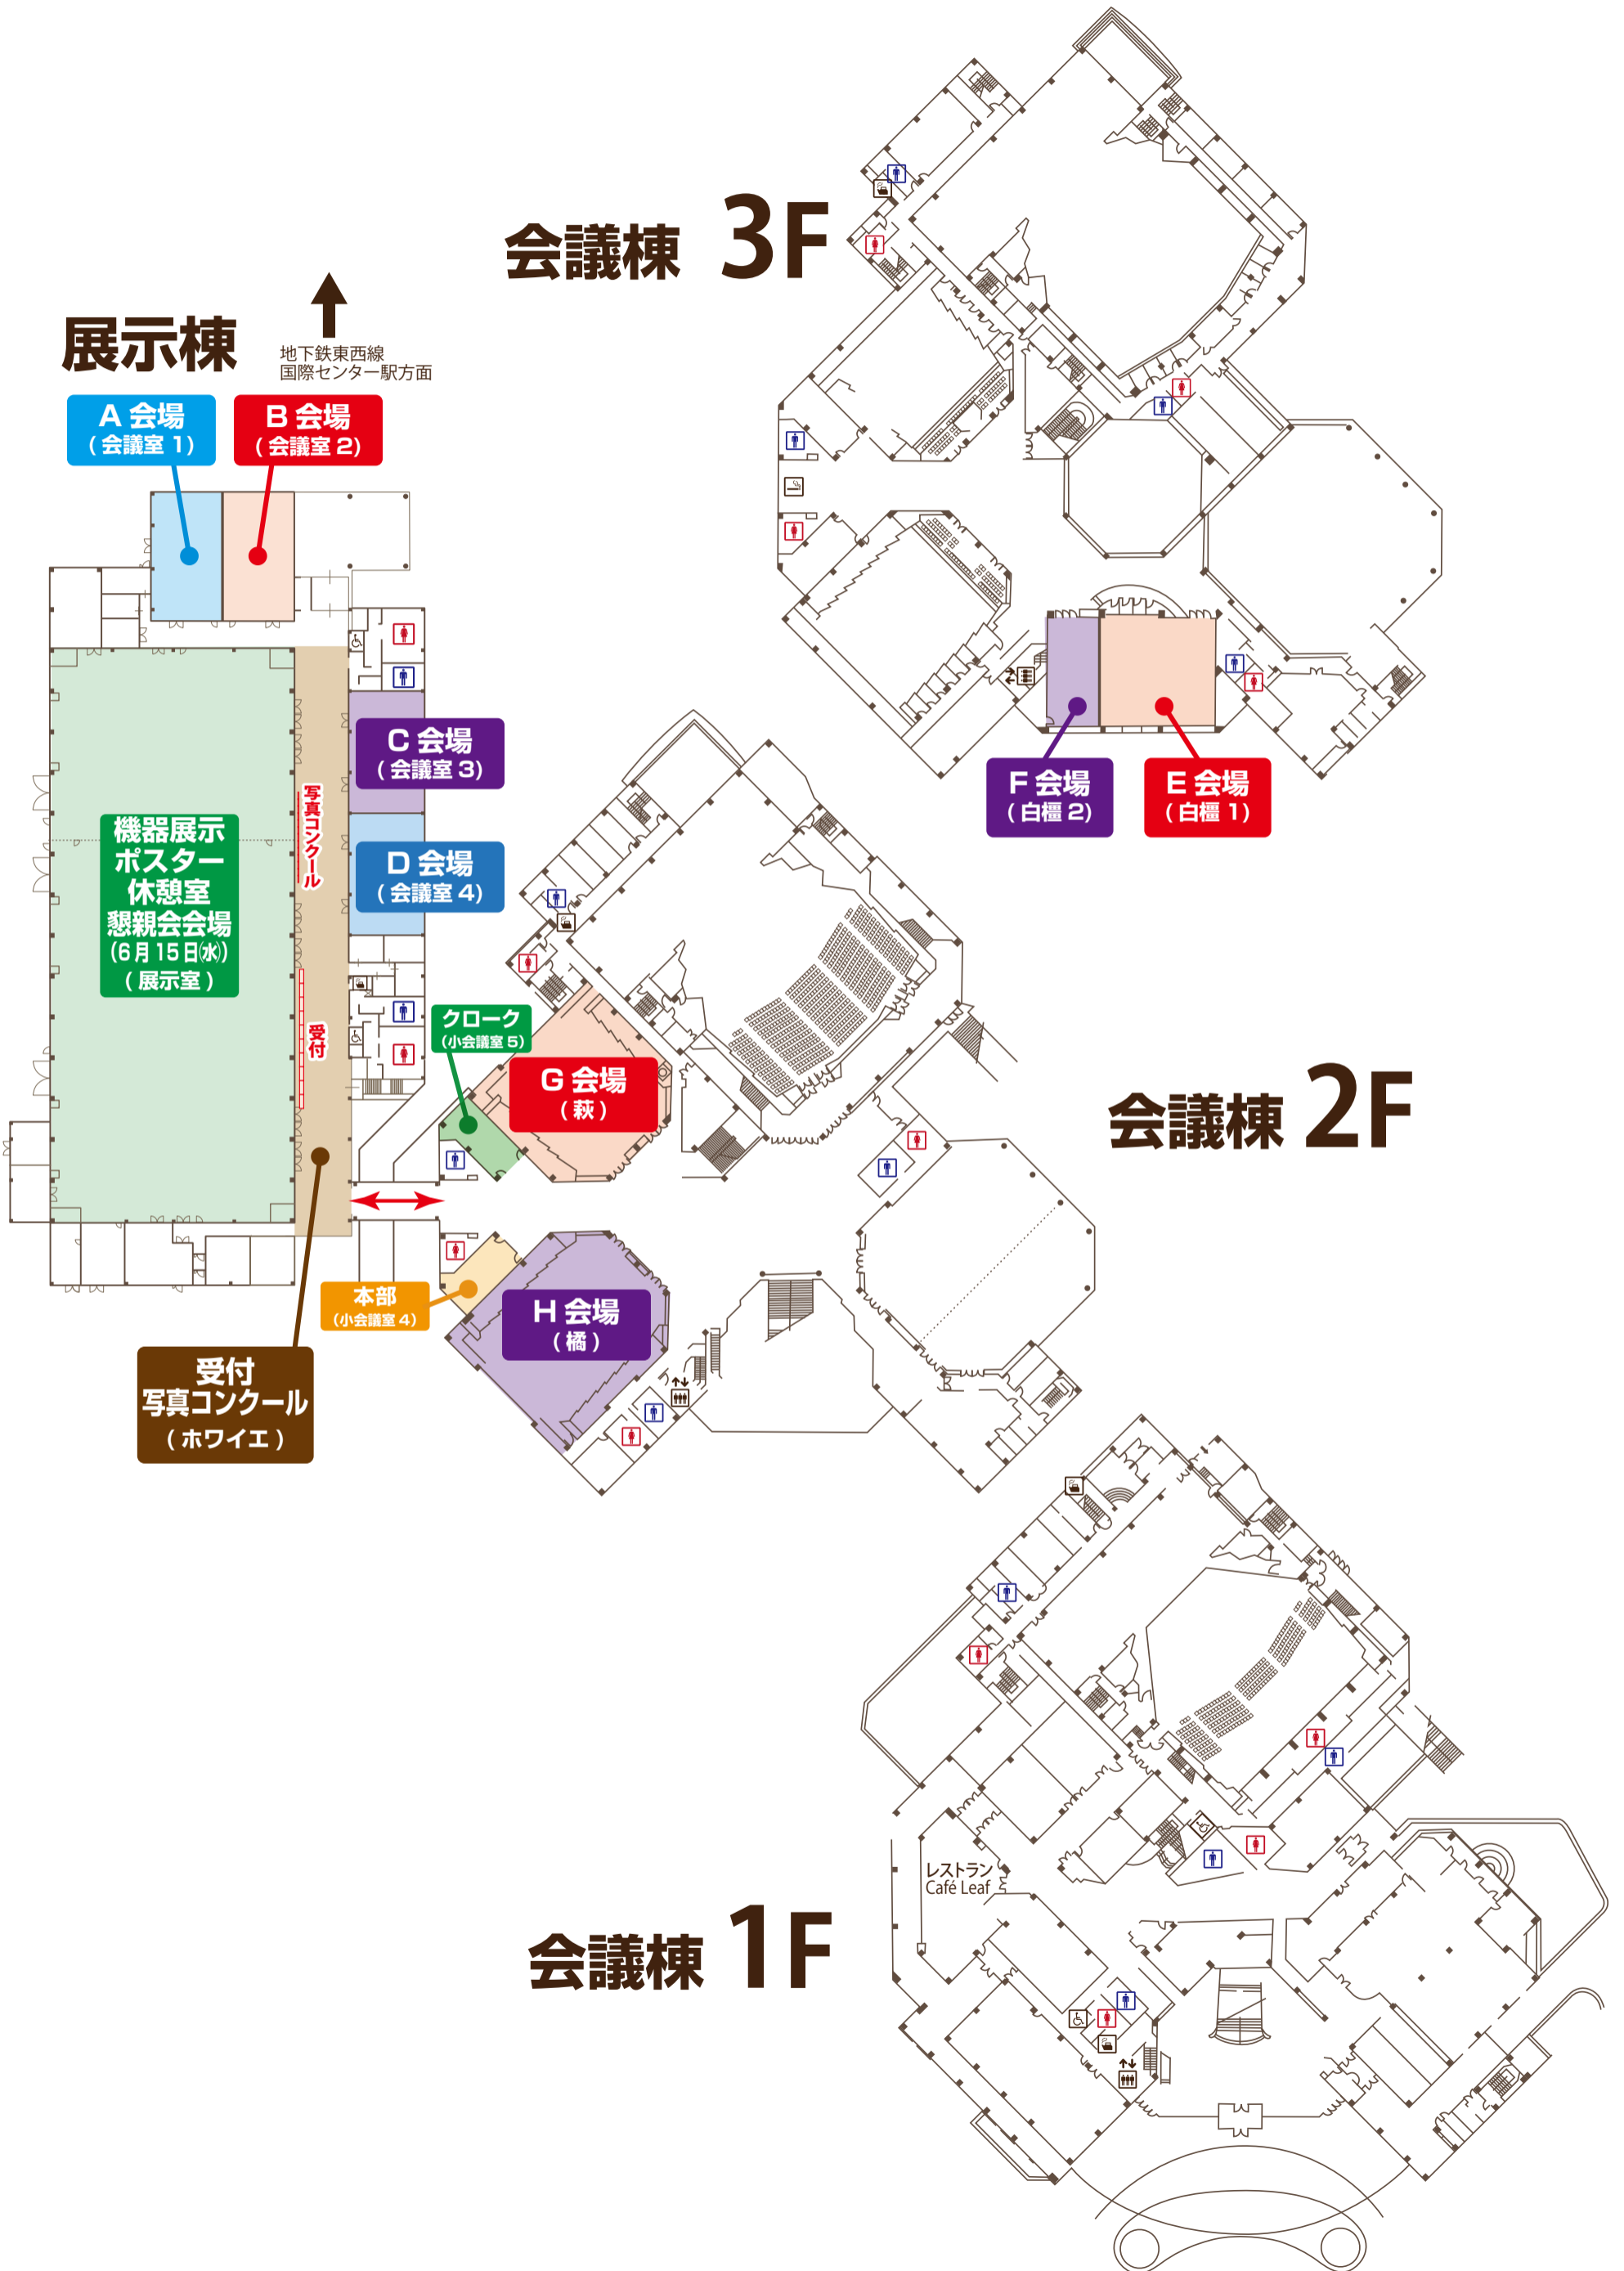 会議棟 3F
展示棟
地下鉄東西線
国際センター駅方面
A 会場
( 会議室 1)
B 会場
( 会議室 2)
C 会場
( 会議室 3)
D 会場
( 会議室 4)
写真コンクール
受付
機器展示
ポスター
休憩室
懇親会会場
(6月15日㈬)
( 展示室 )
F 会場
( 白橿 2)
E 会場
( 白橿 1)
クローク
(小会議室 5)
G 会場
( 萩 )
会議棟 2F
本部
(小会議室 4)
H 会場
( 橘 )
受付
写真コンクール
( ホワイエ )
レストラン
Café Leaf
会議棟 1F